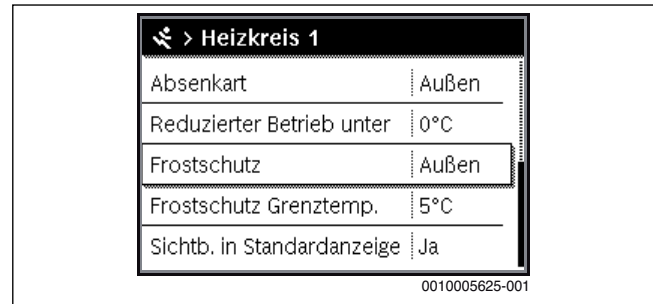 > Heizkreis 1
Absenkart Außen
Reduzierter Betrieb unter 0°C
Frostschutz Außen
Frostschutz Grenztemp. 5°C
Sichtb. in Standardanzeige Ja
0010005625-001